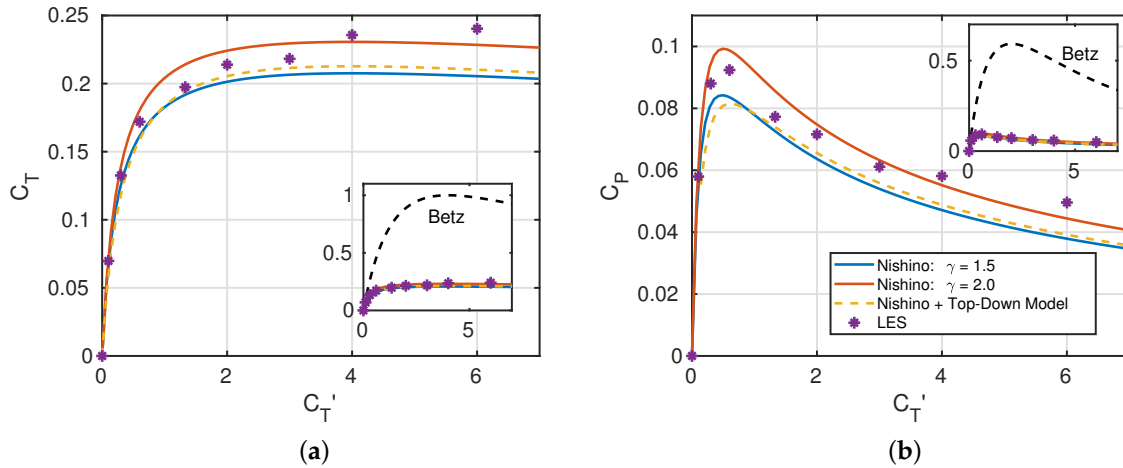 0.25
0.2
0.15
0.1
0.05
0
C_T
0
2
4
6
C_T'
1
0.5
0
0
5
Betz
(a)
0.1
0.08
0.06
0.04
0.02
0
C_P
0
2
4
6
C_T'
0.5
0
0
5
Betz
Nishino: γ = 1.5
Nishino: γ = 2.0
Nishino + Top-Down Model
LES
(b)